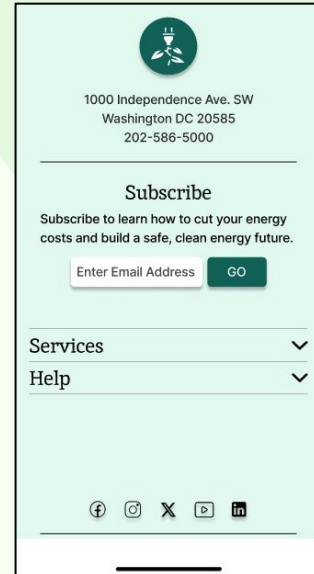 1000 Independence Ave. SW
Washington DC 20585
202-586-5000
Subscribe
Subscribe to learn how to cut your energy
costs and build a safe, clean energy future.
Enter Email Address GO
Services
Help